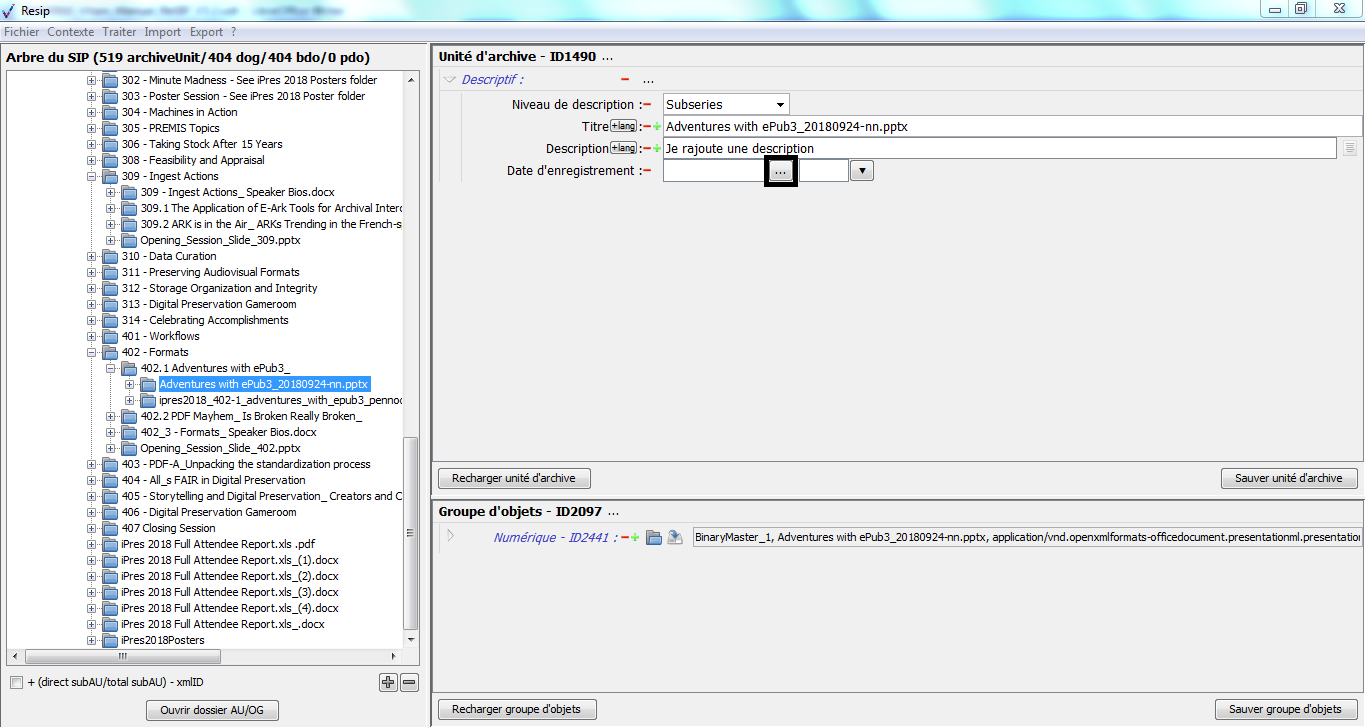 Resip
Fichier Contexte Traiter Import Export ?
Arbre du SIP (519 archiveUnit/404 dog/404 bdo/0 pdo)
302 - Minute Madness - See iPres 2018 Posters folder
303 - Poster Session - See iPres 2018 Poster folder
304 - Machines in Action
305 - PREMIS Topics
306 - Taking Stock After 15 Years
308 - Feasibility and Appraisal
309 - Ingest Actions
309 - Ingest Actions_ Speaker Bios.docx
309.1 The Application of E-Ark Tools for Archival Interc
309.2 ARK is in the Air_ ARKs Trending in the French-s
Opening_Session_Slide_309.pptx
310 - Data Curation
311 - Preserving Audiovisual Formats
312 - Storage Organization and Integrity
313 - Digital Preservation Gameroom
314 - Celebrating Accomplishments
401 - Workflows
402 - Formats
402.1 Adventures with ePub3_
Adventures with ePub3_20180924-nn.pptx
ipres2018_402-1_adventures_with_epub3_pennoc
402.2 PDF Mayhem_ Is Broken Really Broken_
402_3 - Formats_ Speaker Bios.docx
Opening_Session_Slide_402.pptx
403 - PDF-A_Unpacking the standardization process
404 - All_s FAIR in Digital Preservation
405 - Storytelling and Digital Preservation_ Creators and C
406 - Digital Preservation Gameroom
407 Closing Session
iPres 2018 Full Attendee Report.xls .pdf
iPres 2018 Full Attendee Report.xls_(1).docx
iPres 2018 Full Attendee Report.xls_(2).docx
iPres 2018 Full Attendee Report.xls_(3).docx
iPres 2018 Full Attendee Report.xls_(4).docx
iPres 2018 Full Attendee Report.xls_.docx
iPres2018Posters
+ (direct subAU/total subAU) - xmlID
Ouvrir dossier AU/OG
Unité d'archive - ID1490 ...
Descriptif : ...
Niveau de description : Subseries
Titre +lang : Adventures with ePub3_20180924-nn.pptx
Description +lang : Je rajoute une description
Date d'enregistrement : ...
Recharger unité d'archive Sauver unité d'archive
Groupe d'objets - ID2097 ...
Numérique - ID2441 : BinaryMaster_1, Adventures with ePub3_20180924-nn.pptx, application/vnd.openxmlformats-officedocument.presentationml.presentation
Recharger groupe d'objets Sauver groupe d'objets